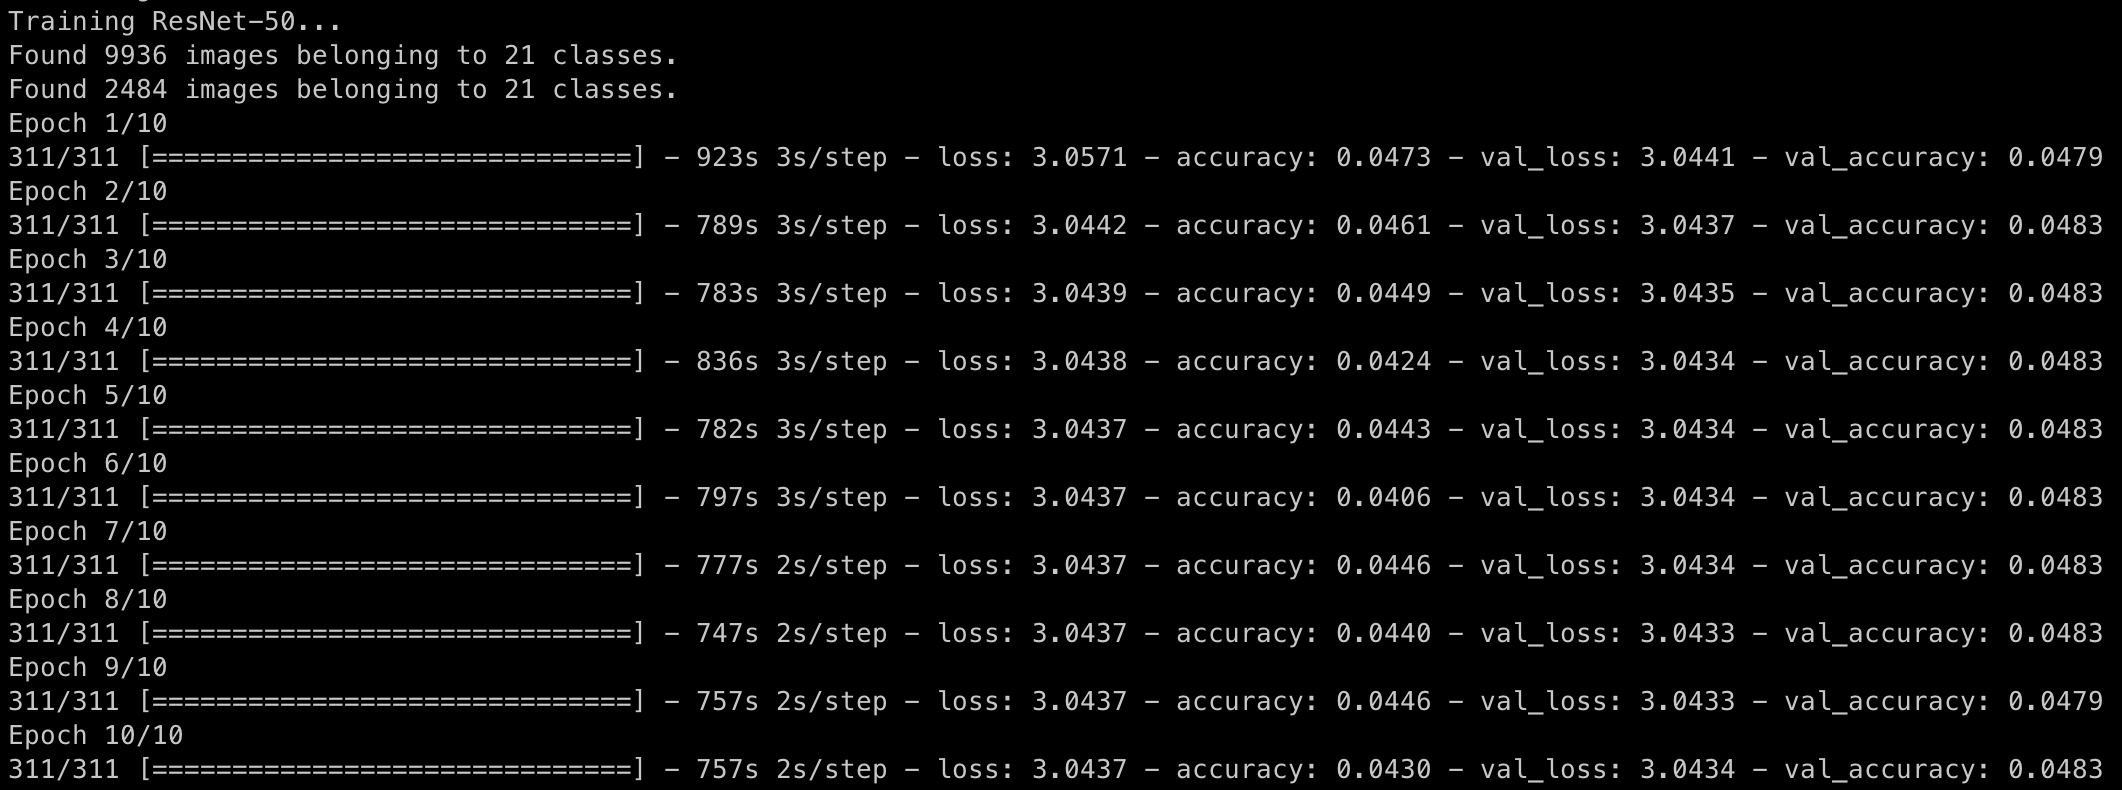 Training ResNet-50...
Found 9936 images belonging to 21 classes.
Found 2484 images belonging to 21 classes.
Epoch 1/10
311/311 [==============================] - 923s 3s/step - loss: 3.0571 - accuracy: 0.0473 - val_loss: 3.0441 - val_accuracy: 0.0479
Epoch 2/10
311/311 [==============================] - 789s 3s/step - loss: 3.0442 - accuracy: 0.0461 - val_loss: 3.0437 - val_accuracy: 0.0483
Epoch 3/10
311/311 [==============================] - 783s 3s/step - loss: 3.0439 - accuracy: 0.0449 - val_loss: 3.0435 - val_accuracy: 0.0483
Epoch 4/10
311/311 [==============================] - 836s 3s/step - loss: 3.0438 - accuracy: 0.0424 - val_loss: 3.0434 - val_accuracy: 0.0483
Epoch 5/10
311/311 [==============================] - 782s 3s/step - loss: 3.0437 - accuracy: 0.0443 - val_loss: 3.0434 - val_accuracy: 0.0483
Epoch 6/10
311/311 [==============================] - 797s 3s/step - loss: 3.0437 - accuracy: 0.0406 - val_loss: 3.0434 - val_accuracy: 0.0483
Epoch 7/10
311/311 [==============================] - 777s 2s/step - loss: 3.0437 - accuracy: 0.0446 - val_loss: 3.0434 - val_accuracy: 0.0483
Epoch 8/10
311/311 [==============================] - 747s 2s/step - loss: 3.0437 - accuracy: 0.0440 - val_loss: 3.0433 - val_accuracy: 0.0483
Epoch 9/10
311/311 [==============================] - 757s 2s/step - loss: 3.0437 - accuracy: 0.0446 - val_loss: 3.0433 - val_accuracy: 0.0479
Epoch 10/10
311/311 [==============================] - 757s 2s/step - loss: 3.0437 - accuracy: 0.0430 - val_loss: 3.0434 - val_accuracy: 0.0483